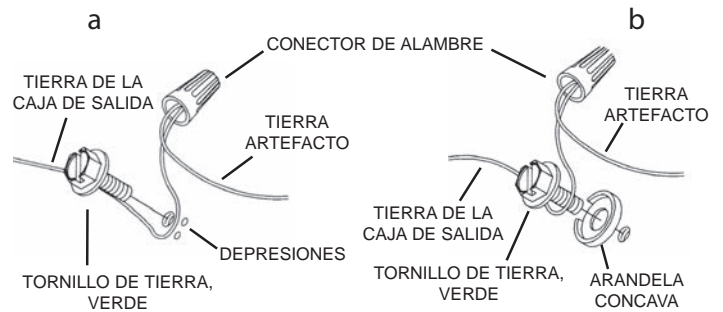 a
b
CONECTOR DE ALAMBRE
TIERRA DE LA
CAJA DE SALIDA
TIERRA
ARTEFACTO
DEPRESIONES
TORNILLO DE TIERRA,
VERDE
TIERRA
ARTEFACTO
TIERRA DE LA
CAJA DE SALIDA
TORNILLO DE TIERRA,
VERDE
ARANDELA
CONCAVA